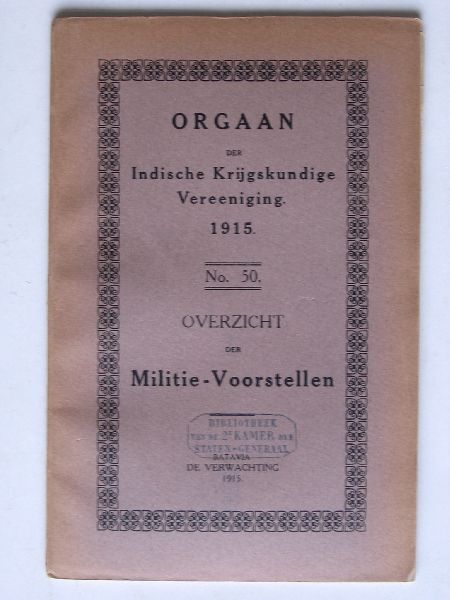 ORGAAN
DER
Indische Krijgskundige
Vereeniging.
1915.
No. 50.
OVERZICHT
DER
Militie-Voorstellen
BIBLIOTHEEK
VAN DE 2E KAMER DER
STATEN-GENERAAL
BATAVIA
DE VERWACHTING
1915.